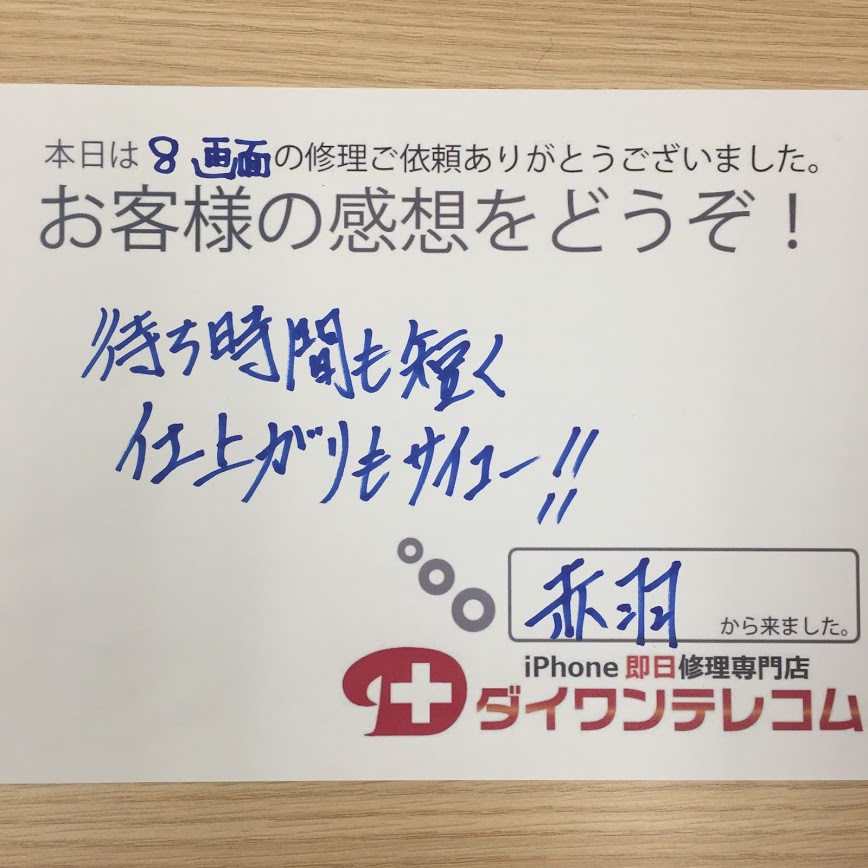 本日は 8 画面の修理ご依頼ありがとうございました。
お客様の感想をどうぞ！
待ち時間も短く
仕上がりもサイコー!!
赤羽 から来ました。
iPhone 即日修理専門店
ダイワンテレコム